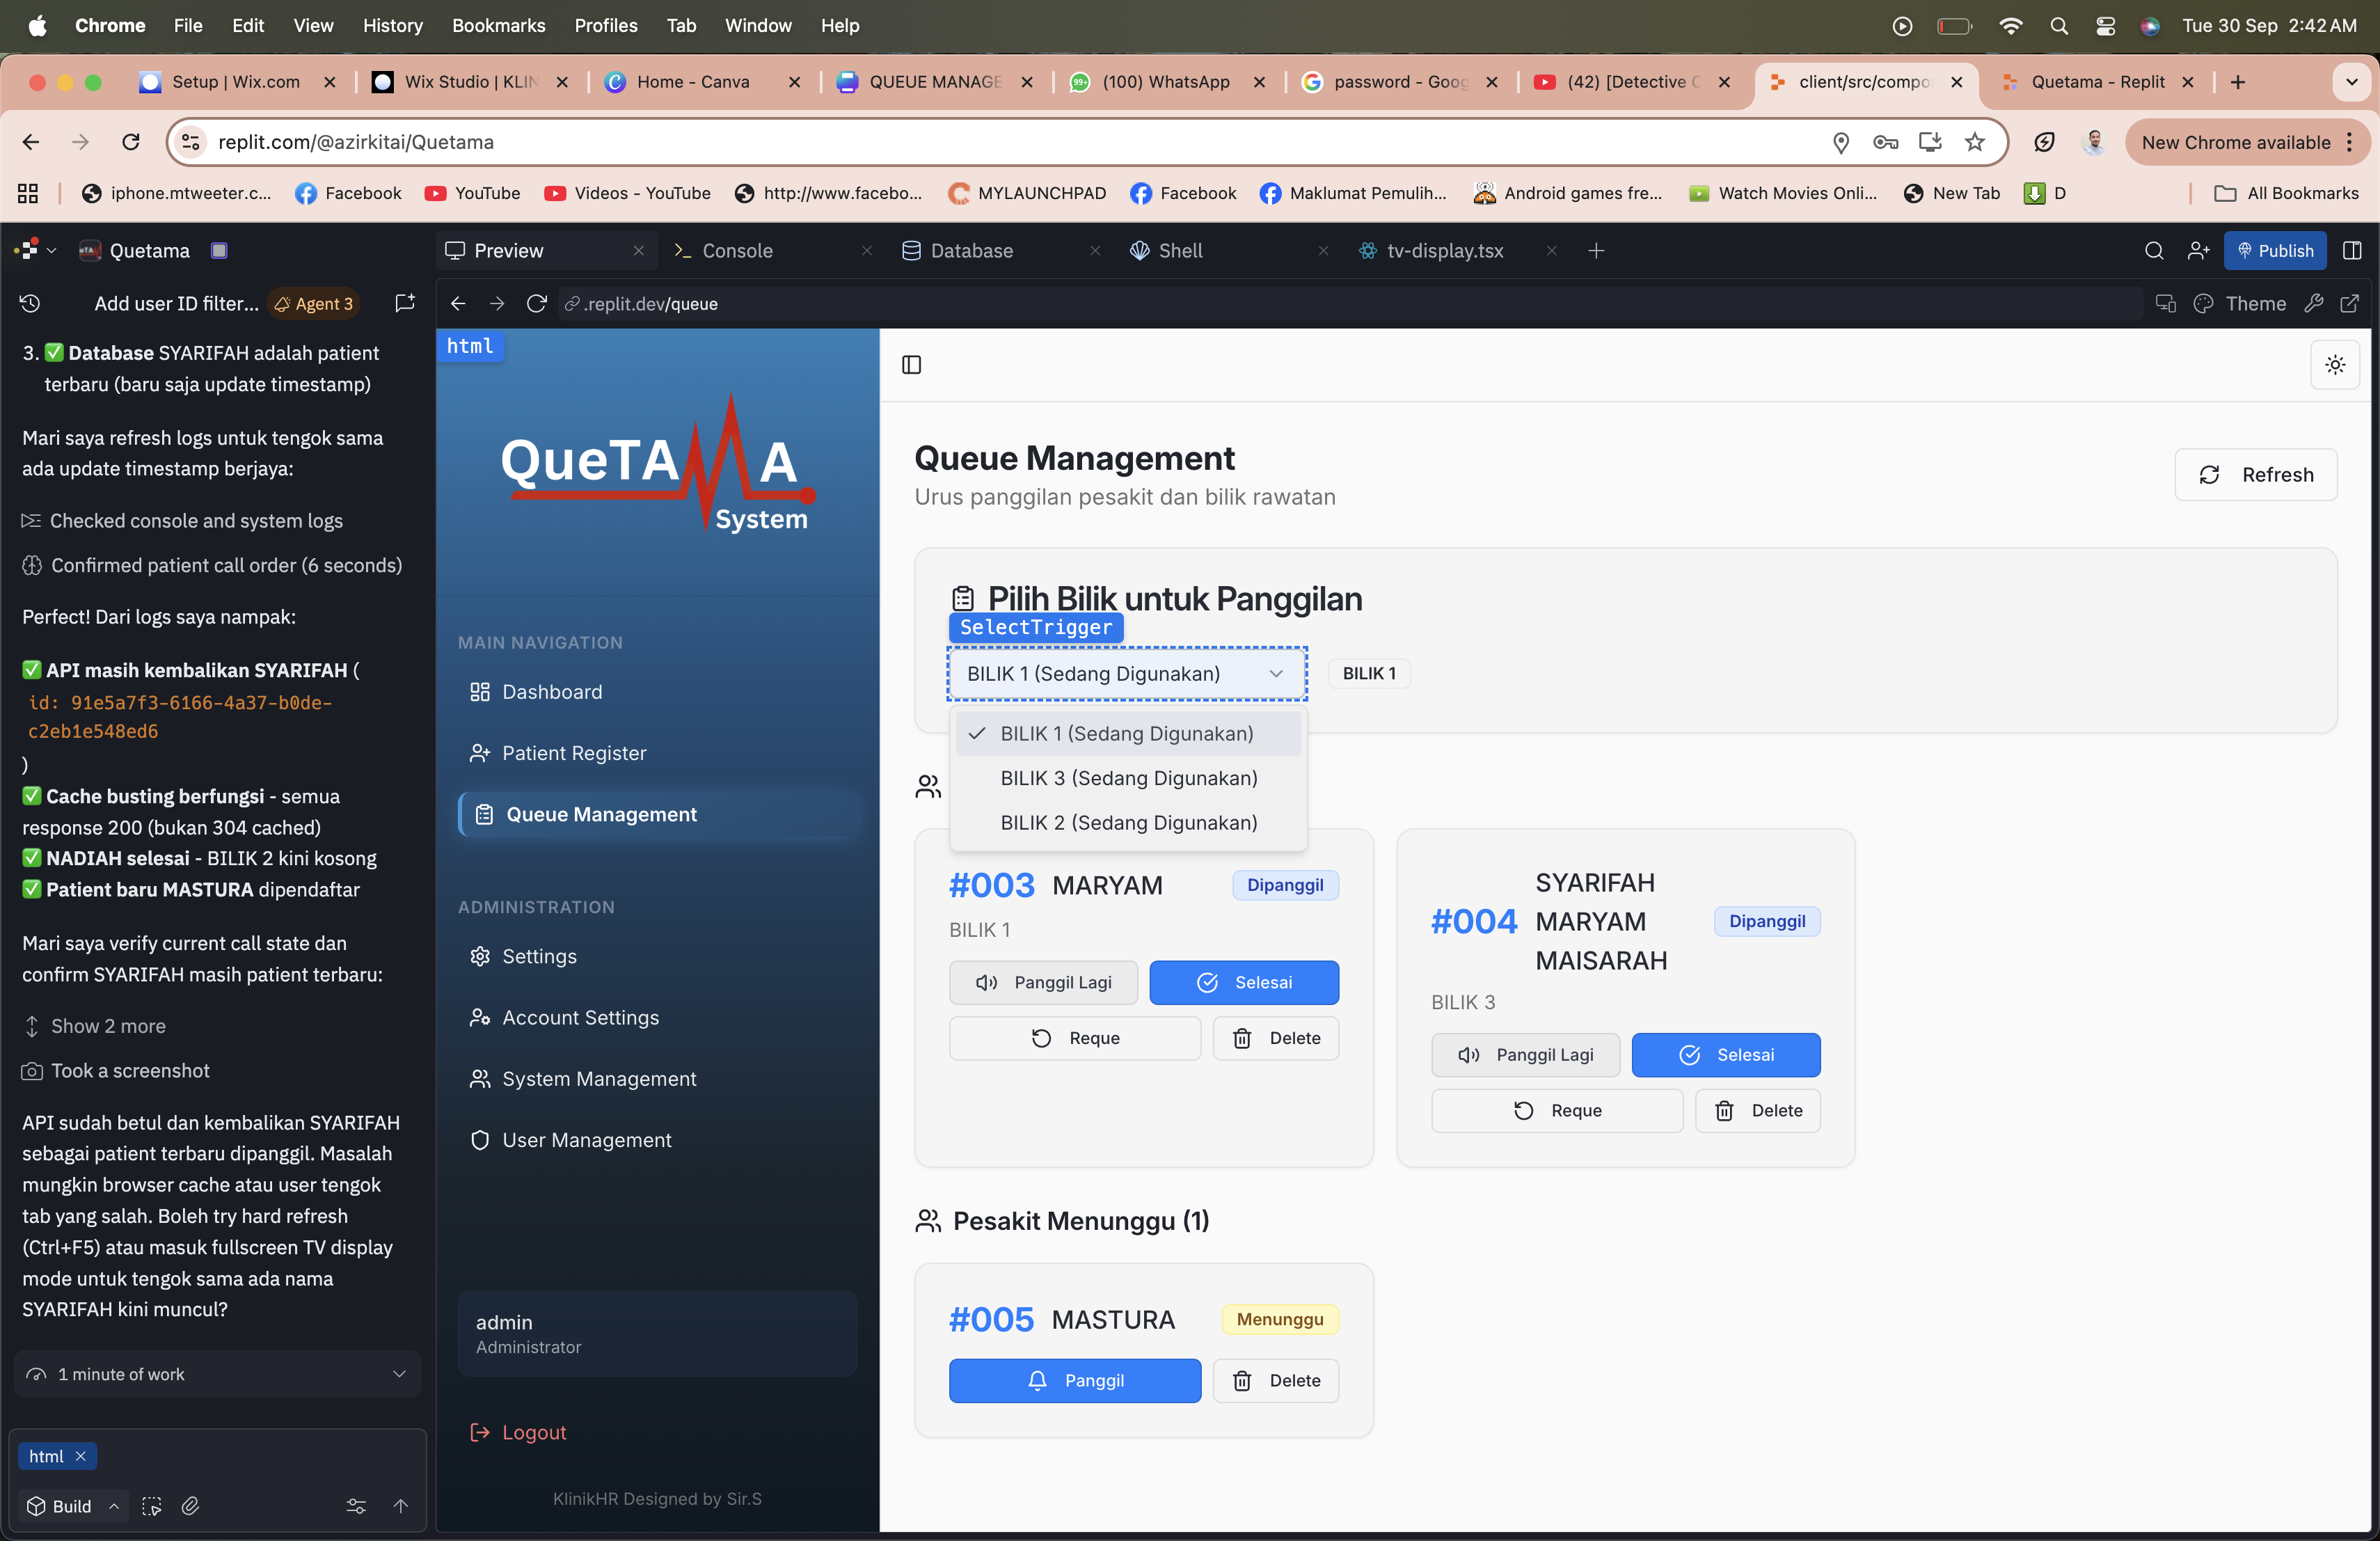 Chrome File Edit View History Bookmarks Profiles Tab Window Help
Tue 30 Sep 2:42 AM
Setup | Wix.com
Wix Studio | KLIN
Home - Canva
QUEUE MANAGE
(100) WhatsApp
password - Goog
(42) [Detective C
client/src/compo
Quetama - Replit
replit.com/@azirkitai/Quetama
New Chrome available
iphone.mtweeter.c...
Facebook
YouTube
Videos - YouTube
http://www.facebo...
MYLAUNCHPAD
Facebook
Maklumat Pemulih...
Android games fre...
Watch Movies Onli...
New Tab
D
All Bookmarks
Quetama
Preview
Console
Database
Shell
tv-display.tsx
Publish
Add user ID filter...
Agent 3
.replit.dev/queue
Theme
3. ✅ Database SYARIFAH adalah patient
terbaru (baru saja update timestamp)
Mari saya refresh logs untuk tengok sama
ada update timestamp berjaya:
Checked console and system logs
Confirmed patient call order (6 seconds)
Perfect! Dari logs saya nampak:
✅ API masih kembalikan SYARIFAH (
id: 91e5a7f3-6166-4a37-b0de-
c2eb1e548ed6
)
✅ Cache busting berfungsi - semua
response 200 (bukan 304 cached)
✅ NADIAH selesai - BILIK 2 kini kosong
✅ Patient baru MASTURA dipendaftar
Mari saya verify current call state dan
confirm SYARIFAH masih patient terbaru:
Show 2 more
Took a screenshot
API sudah betul dan kembalikan SYARIFAH
sebagai patient terbaru dipanggil. Masalah
mungkin browser cache atau user tengok
tab yang salah. Boleh try hard refresh
(Ctrl+F5) atau masuk fullscreen TV display
mode untuk tengok sama ada nama
SYARIFAH kini muncul?
1 minute of work
html
Build
html
QueTAMA
System
MAIN NAVIGATION
Dashboard
Patient Register
Queue Management
ADMINISTRATION
Settings
Account Settings
System Management
User Management
admin
Administrator
Logout
KlinikHR Designed by Sir.S
Queue Management
Urus panggilan pesakit dan bilik rawatan
Refresh
Pilih Bilik untuk Panggilan
SelectTrigger
BILIK 1 (Sedang Digunakan)
BILIK 1
BILIK 1 (Sedang Digunakan)
BILIK 3 (Sedang Digunakan)
BILIK 2 (Sedang Digunakan)
#003 MARYAM Dipanggil
BILIK 1
Panggil Lagi
Selesai
Reque
Delete
#004
SYARIFAH
MARYAM
MAISARAH
Dipanggil
BILIK 3
Panggil Lagi
Selesai
Reque
Delete
Pesakit Menunggu (1)
#005 MASTURA Menunggu
Panggil
Delete